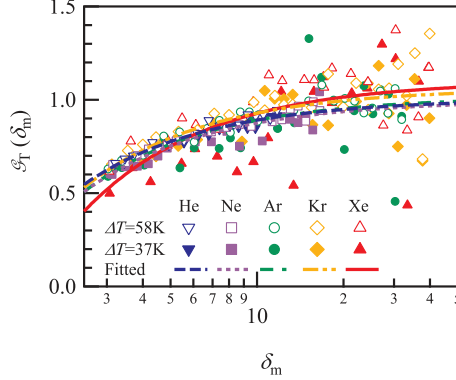 1.5
1.0
0.5
0.0
𝒢T (δm)
He Ne Ar Kr Xe
ΔT=58K
ΔT=37K
Fitted
3 4 5 6 7 8 9 2 3 4
10
δm